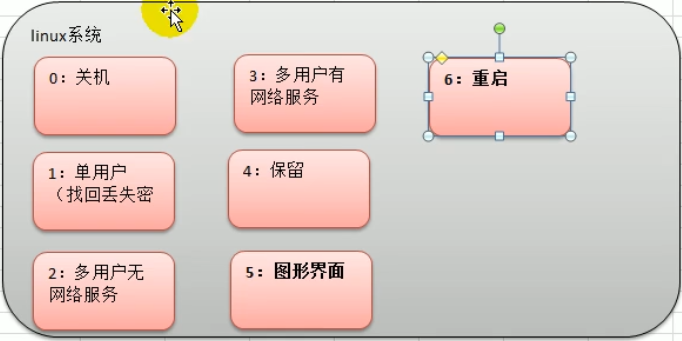 linux系统
0：关机
1：单用户
（找回丢失密
2：多用户无
网络服务
3：多用户有
网络服务
4：保留
5：图形界面
6：重启